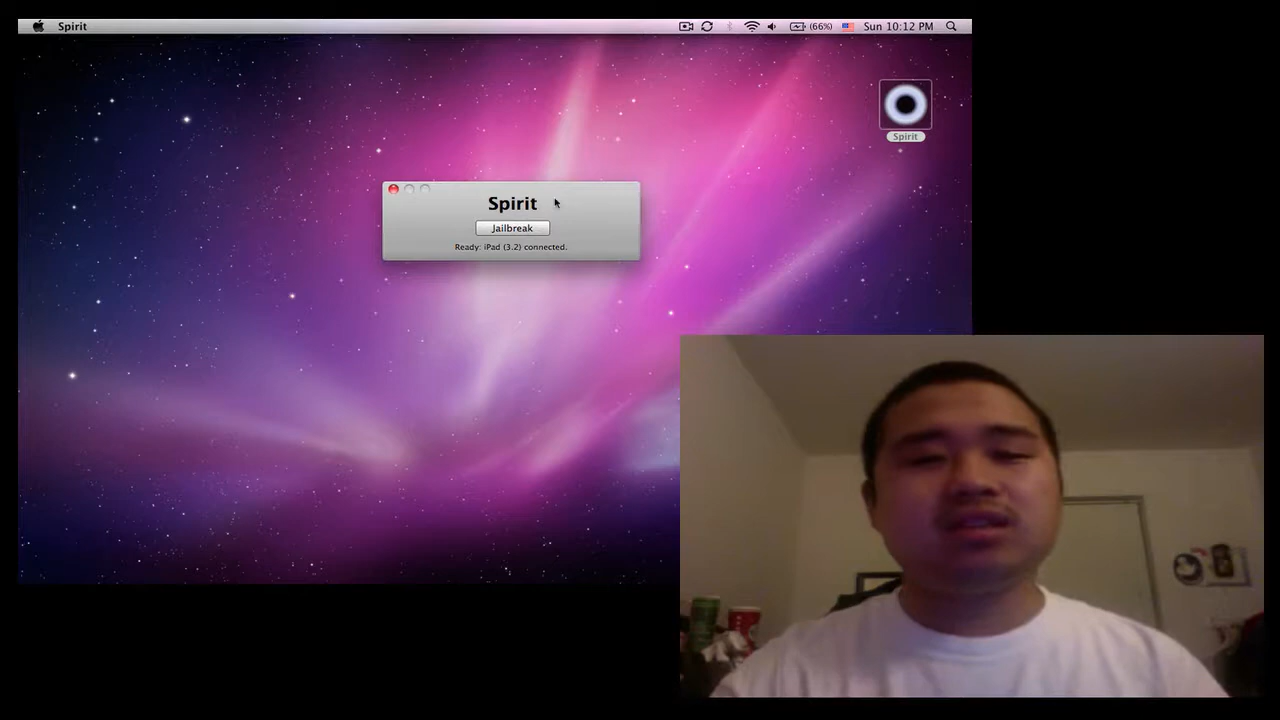 Spirit
(66%)
Sun 10:12 PM
Spirit
Spirit
Jailbreak
Ready: iPad (3.2) connected.